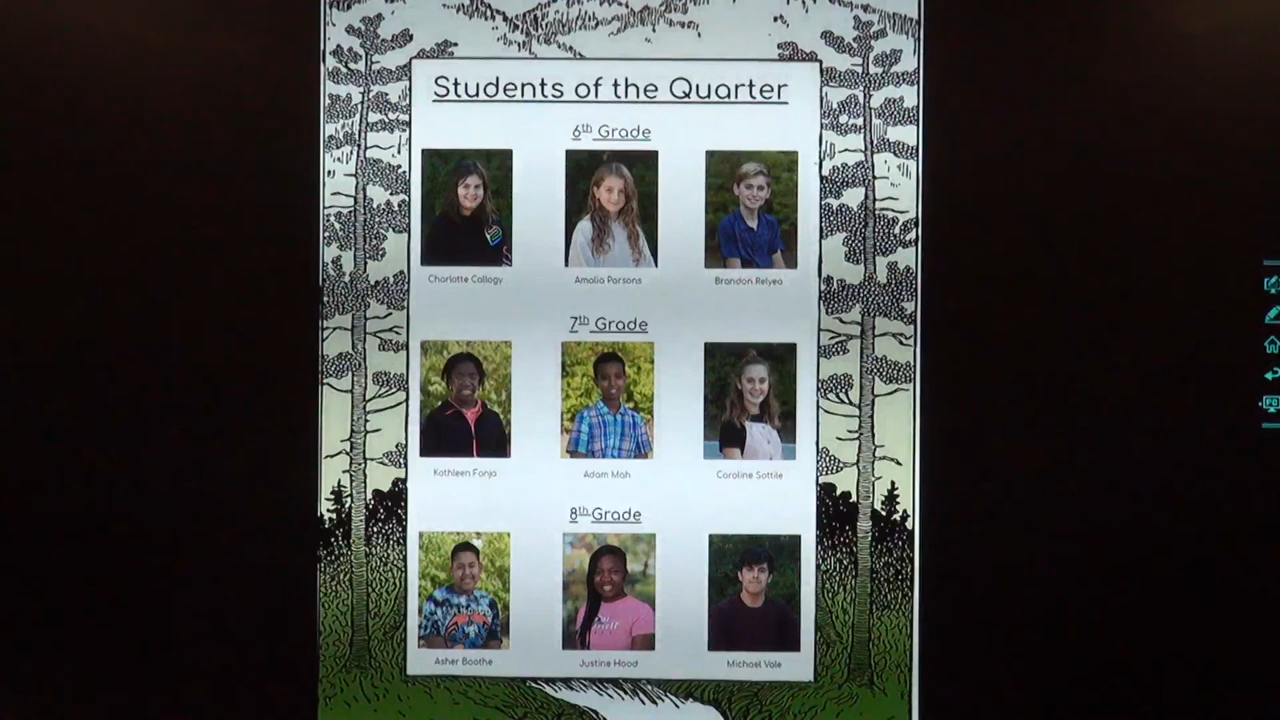 Students of the Quarter
6th Grade
Charlotte Callogy Amalia Parsons Brandon Relyea
7th Grade
Kathleen Fonja Adam Mah Caroline Sottile
8th Grade
Asher Boothe Justine Hood Michael Vale